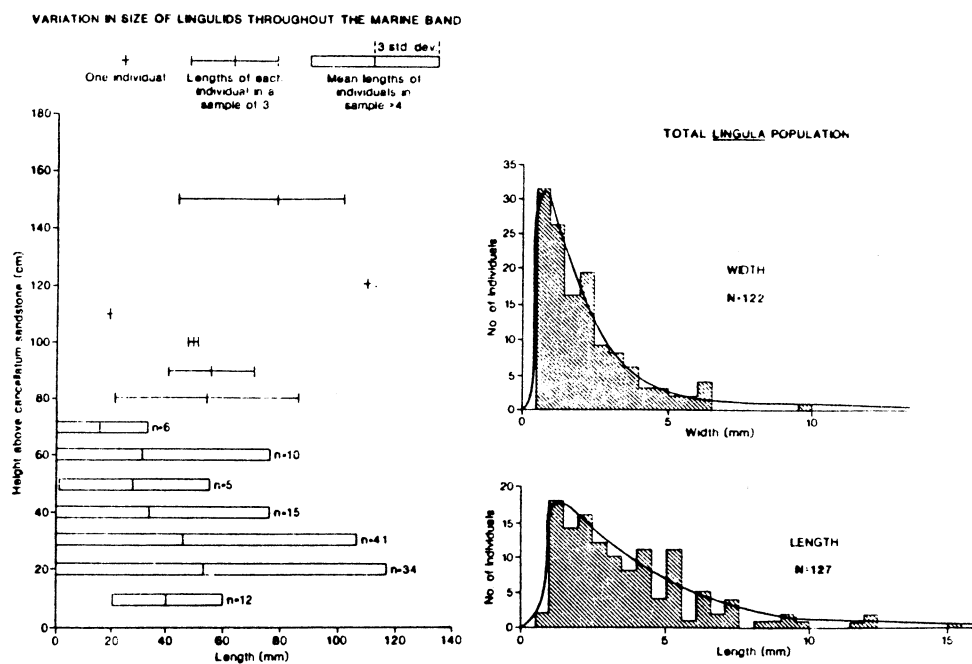 VARIATION IN SIZE OF LINGULIDS THROUGHOUT THE MARINE BAND
3 std. dev.
One individual
Lengths of each
individual in a
sample of 3
Mean lengths of
individuals in
sample >4
180
160
140
120
100
80
60
40
20
0
Height above cancellatum sandstone (cm)
n=6
n=10
n=5
n=15
n=41
n=34
n=12
0 20 40 60 80 100 120 140
Length (mm)
TOTAL LINGULA POPULATION
35
30
25
20
15
10
5
0
No of Individuals
WIDTH
N=122
0 5 10
Width (mm)
20
15
10
5
0
No of Individuals
LENGTH
N=127
0 5 10 15
Length (mm)